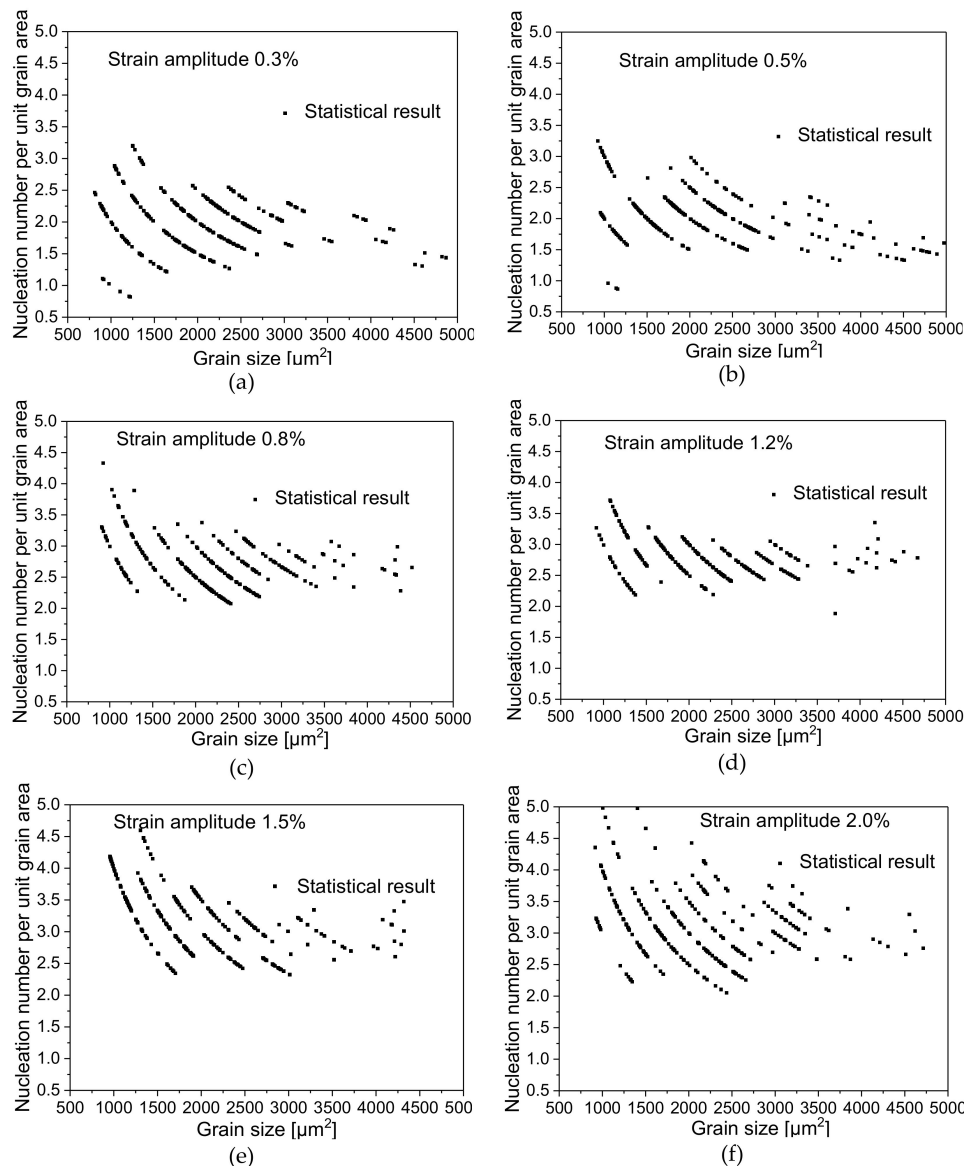 Nucleation number per unit grain area
5.0
4.5
4.0
3.5
3.0
2.5
2.0
1.5
1.0
0.5
Strain amplitude 0.3%
Statistical result
500 1000 1500 2000 2500 3000 3500 4000 4500 5000
Grain size [μm²]
(a)
Nucleation number per unit grain area
5.0
4.5
4.0
3.5
3.0
2.5
2.0
1.5
1.0
0.5
Strain amplitude 0.5%
Statistical result
500 1000 1500 2000 2500 3000 3500 4000 4500 5000
Grain size [μm²]
(b)
Nucleation number per unit grain area
5.0
4.5
4.0
3.5
3.0
2.5
2.0
1.5
1.0
0.5
Strain amplitude 0.8%
Statistical result
500 1000 1500 2000 2500 3000 3500 4000 4500 5000
Grain size [μm²]
(c)
Nucleation number per unit grain area
5.0
4.5
4.0
3.5
3.0
2.5
2.0
1.5
1.0
0.5
Strain amplitude 1.2%
Statistical result
500 1000 1500 2000 2500 3000 3500 4000 4500 5000
Grain size [μm²]
(d)
Nucleation number per unit grain area
5.0
4.5
4.0
3.5
3.0
2.5
2.0
1.5
1.0
0.5
Strain amplitude 1.5%
Statistical result
500 1000 1500 2000 2500 3000 3500 4000 4500 5000
Grain size [μm²]
(e)
Nucleation number per unit grain area
5.0
4.5
4.0
3.5
3.0
2.5
2.0
1.5
1.0
0.5
Strain amplitude 2.0%
Statistical result
500 1000 1500 2000 2500 3000 3500 4000 4500 5000
Grain size [μm²]
(f)